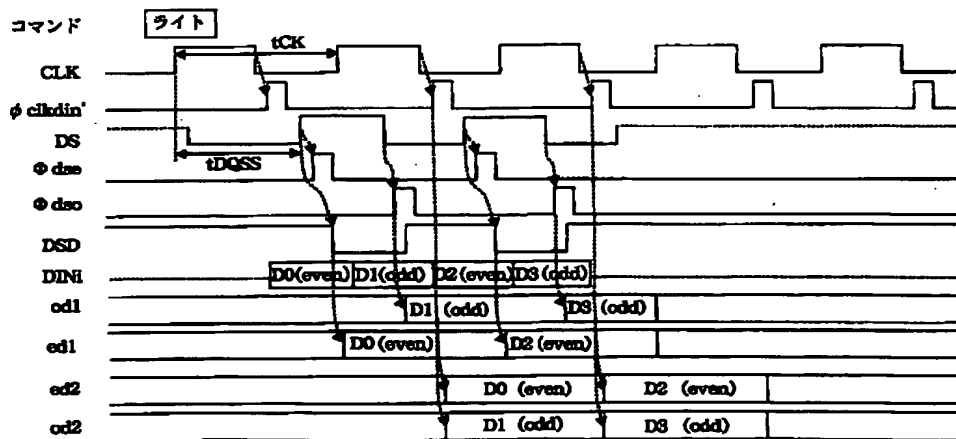 コマンド ライト
tCK
CLK
φ clkdin'
DS
tDQSS
Φ dse
Φ dso
DSD
DINi D0(even) D1(odd) D2(even) D3(odd)
od1 D1 (odd) D3 (odd)
ed1 D0 (even) D2 (even)
ed2 D0 (even) D2 (even)
od2 D1 (odd) D3 (odd)